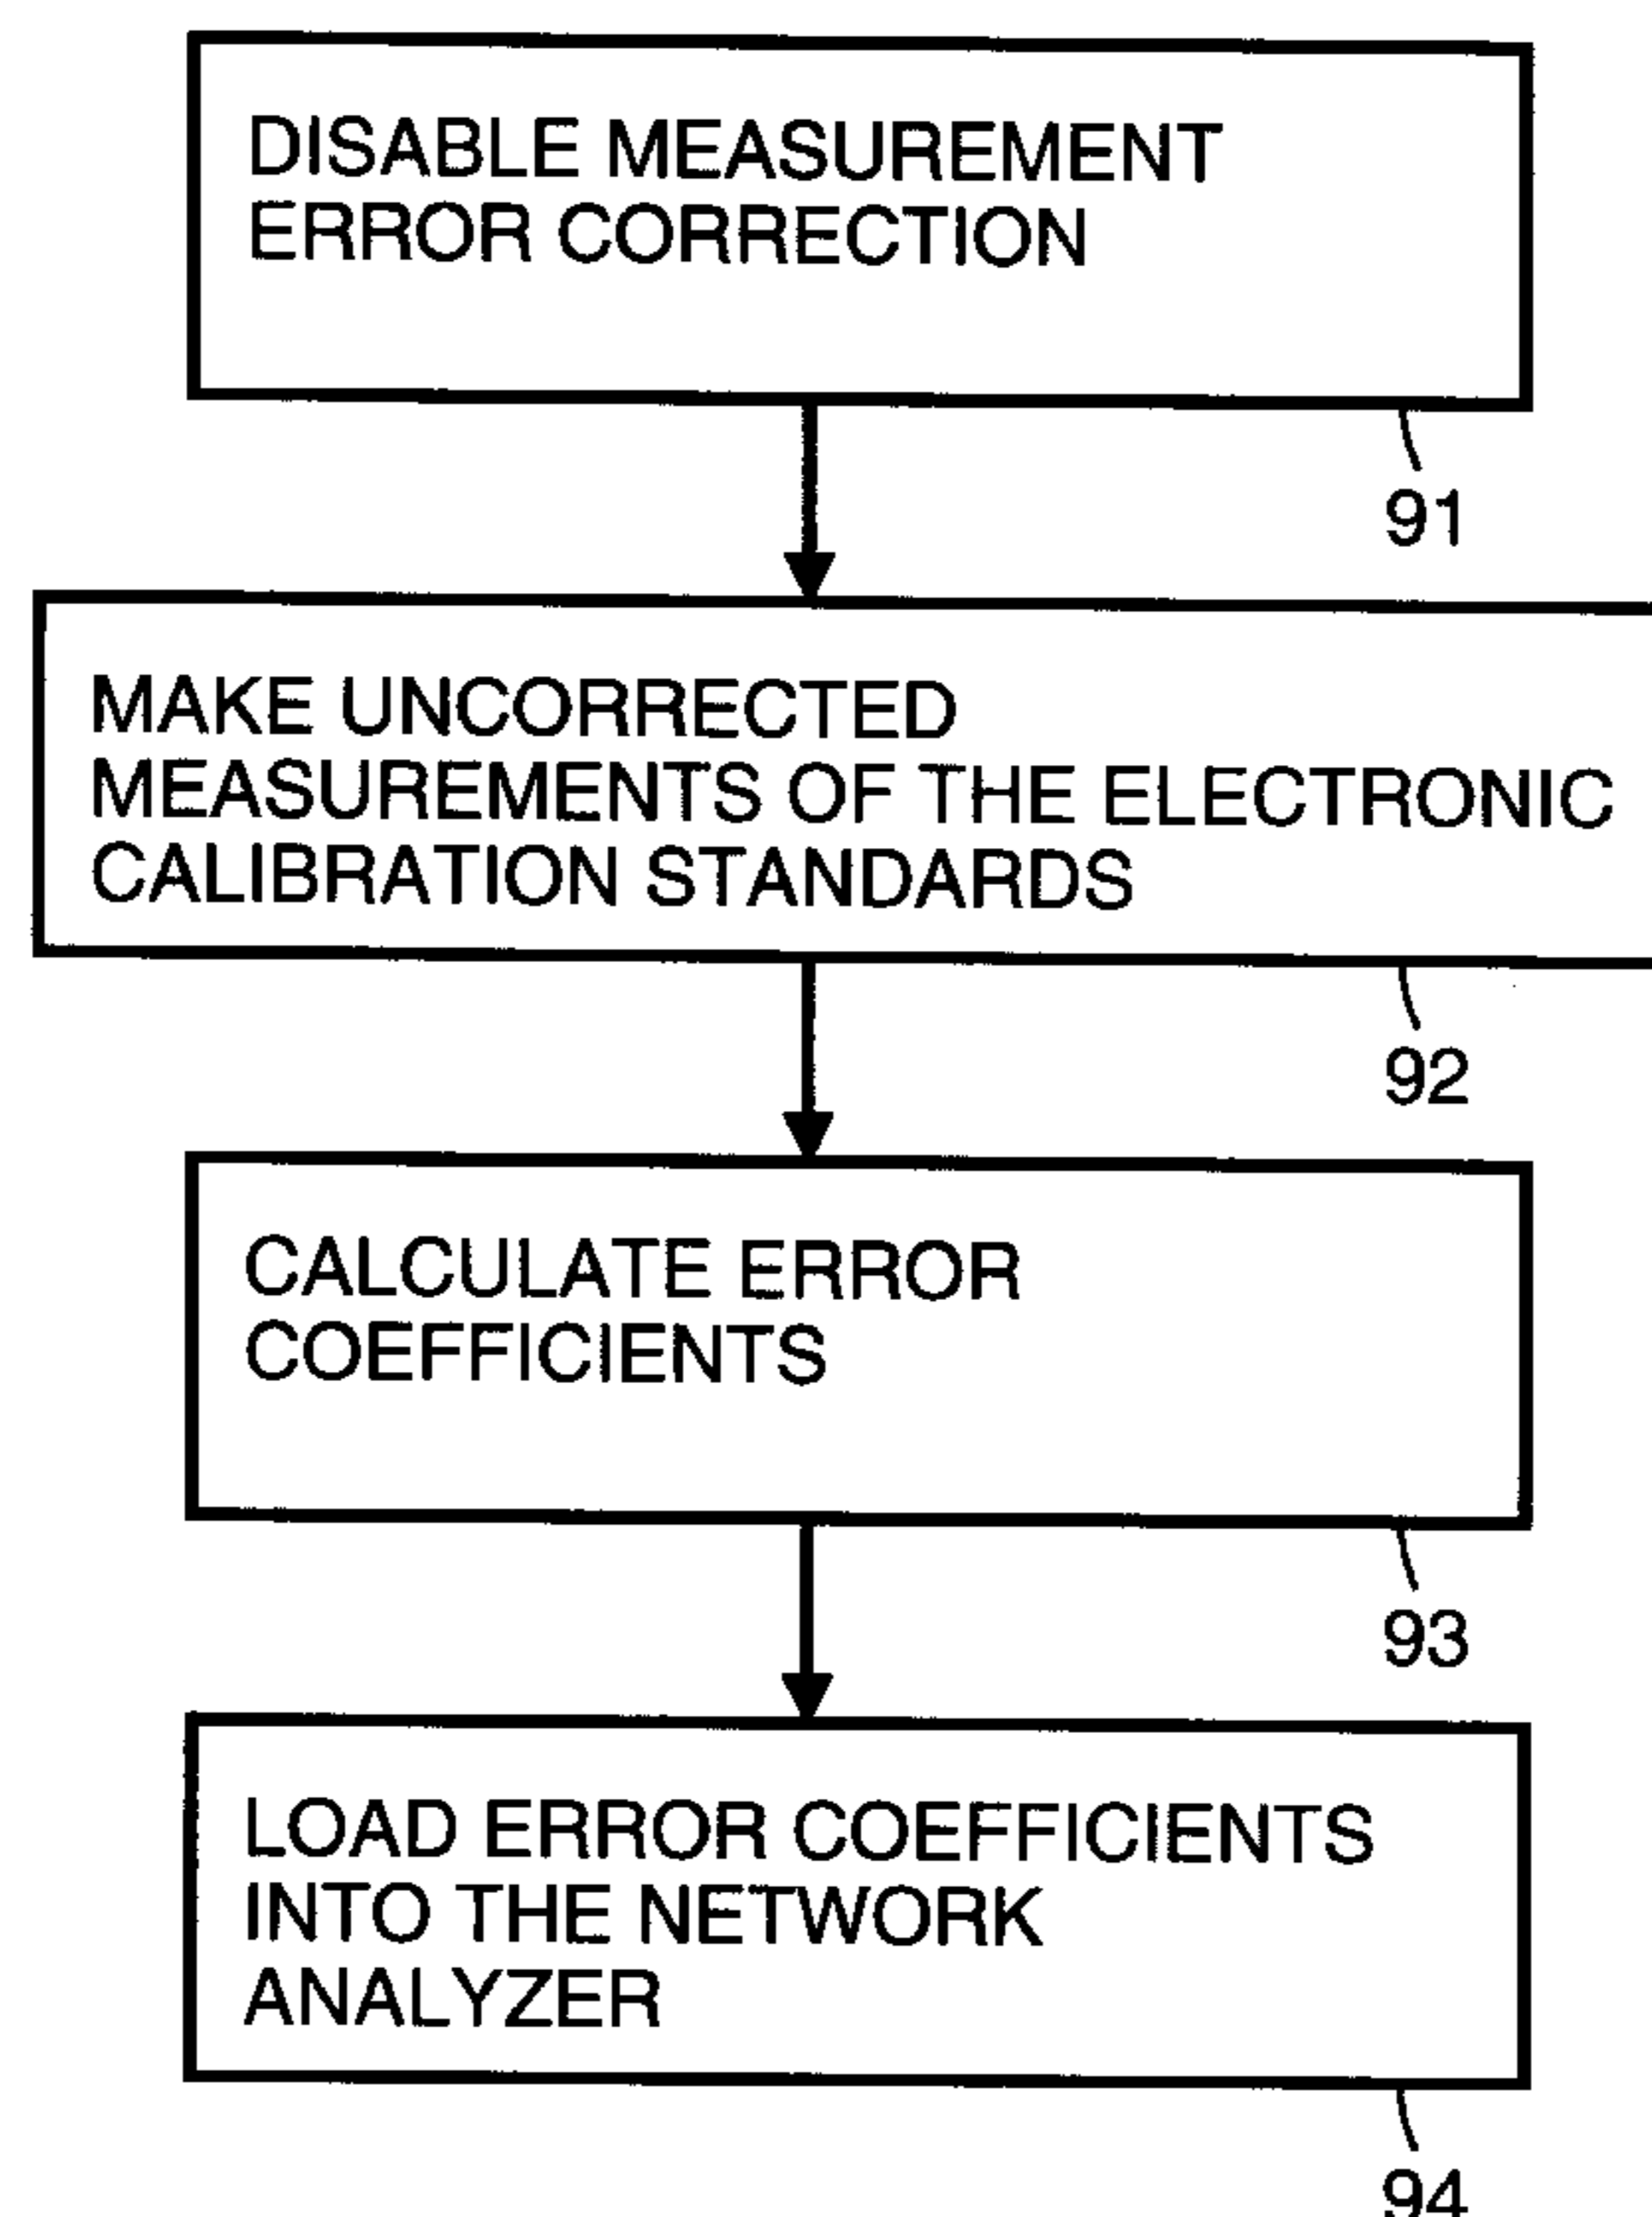 DISABLE MEASUREMENT
ERROR CORRECTION
91
MAKE UNCORRECTED
MEASUREMENTS OF THE ELECTRONIC
CALIBRATION STANDARDS
92
CALCULATE ERROR
COEFFICIENTS
93
LOAD ERROR COEFFICIENTS
INTO THE NETWORK
ANALYZER
94